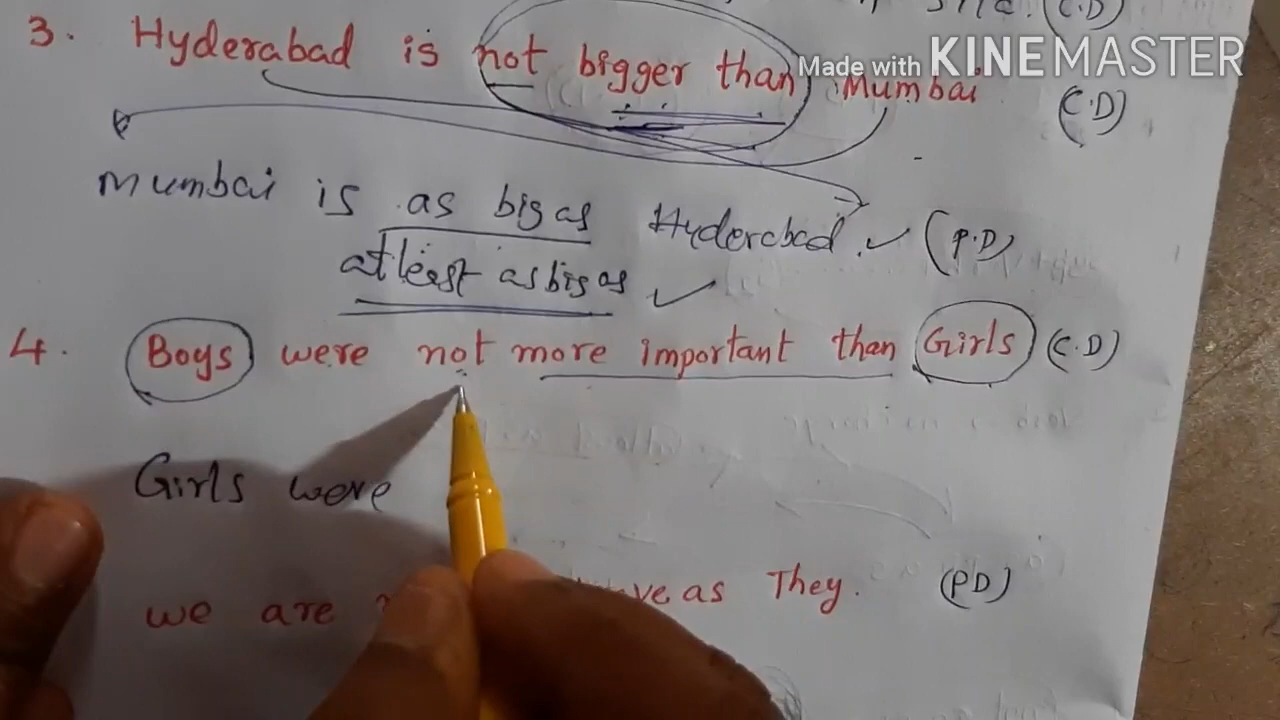 (C.D)
3. Hyderabad is not bigger than Mumbai (C.D)
Made with KINEMASTER
Mumbai is as big as Hyderabad. (P.D)
atleast as big as
4. Boys were not more important than Girls (C.D)
Girls were
we are as They. (PD)